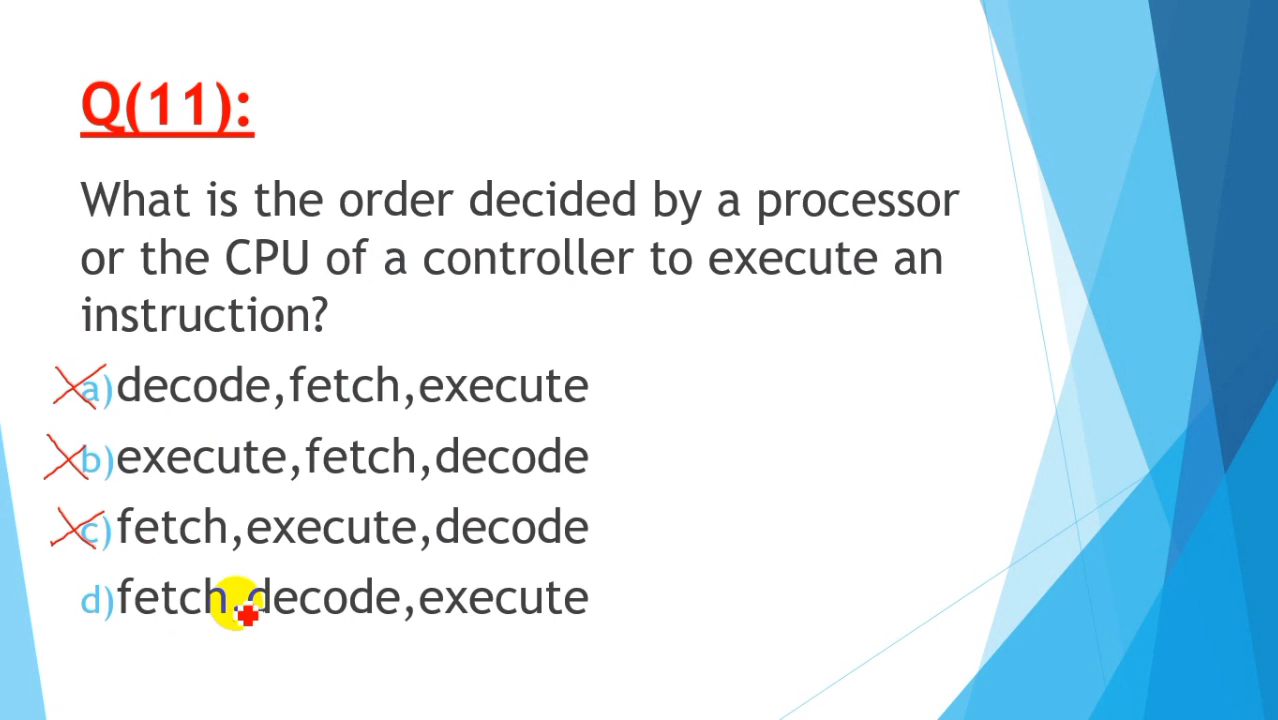 Q(11):
What is the order decided by a processor
or the CPU of a controller to execute an
instruction?
a)decode,fetch,execute
b)execute,fetch,decode
c)fetch,execute,decode
d)fetch,decode,execute